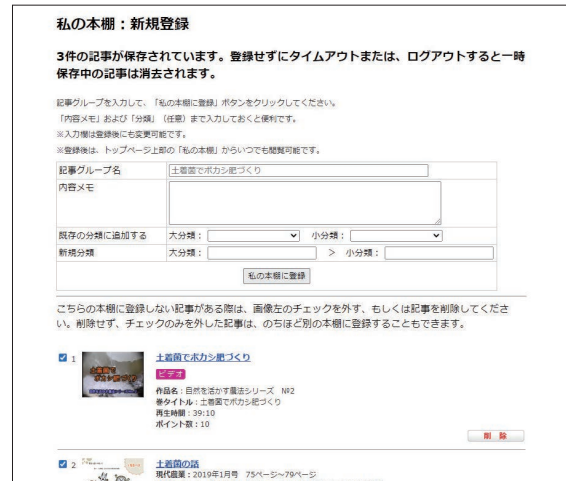 私の本棚：新規登録
3件の記事が保存されています。登録せずにタイムアウトまたは、ログアウトすると一時
保存中の記事は消去されます。
記事グループを入力して、「私の本棚に登録」ボタンをクリックしてください。
「内容メモ」および「分類」（任意）まで入力しておくと便利です。
※入力欄は登録後にも変更可能です。
※登録後は、トップページ上部の「私の本棚」からいつでも閲覧可能です。
記事グループ名 土着菌でボカシ肥づくり
内容メモ
既存の分類に追加する 大分類： 小分類：
新規分類 大分類： > 小分類：
私の本棚に登録
こちらの本棚に登録しない記事がある際は、画像左のチェックを外す、もしくは記事を削除してくださ
い。削除せず、チェックのみを外した記事は、のちほど別の本棚に登録することもできます。
1 土着菌でボカシ肥づくり
ビデオ
作品名：自然を活かす農法シリーズ №2
巻タイトル：土着菌でボカシ肥づくり
再生時間：39:10
ポイント数：10
削 除
2 土着菌の話
現代農業：2019年1月号 75ページ～79ページ